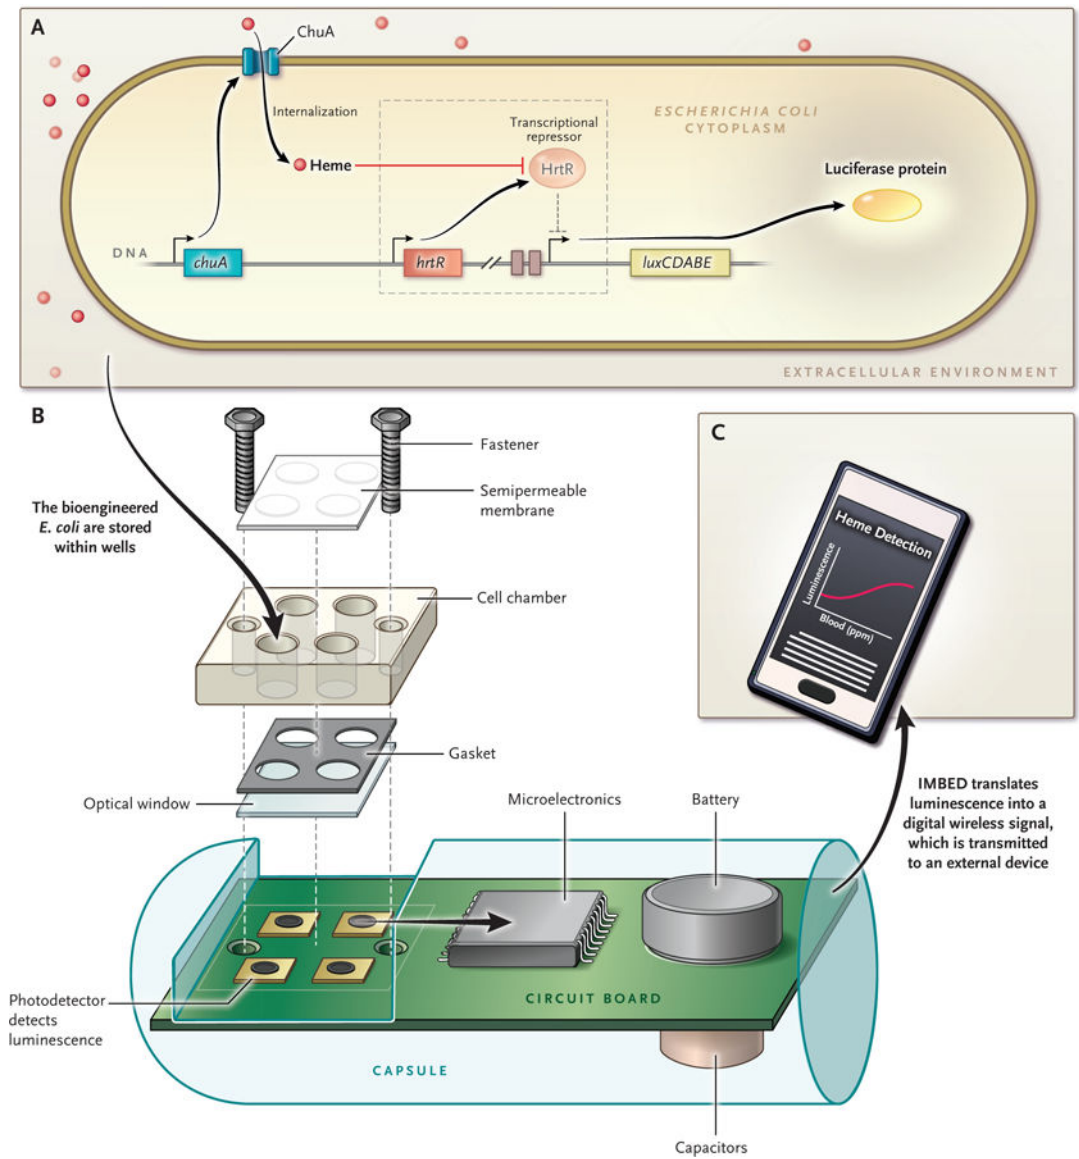 A
ChuA
Internalization
Heme
Transcriptional
repressor
HrtR
ESCHERICHIA COLI
CYTOPLASM
Luciferase protein
DNA
chuA
hrtR
luxCDABE
EXTRACELLULAR ENVIRONMENT
B
Fastener
Semipermeable
membrane
The bioengineered
E. coli are stored
within wells
Cell chamber
Gasket
Optical window
Microelectronics
Battery
Photodetector
detects
luminescence
CIRCUIT BOARD
CAPSULE
Capacitors
C
Heme Detection
Luminescence
Blood (ppm)
IMBED translates
luminescence into a
digital wireless signal,
which is transmitted
to an external device